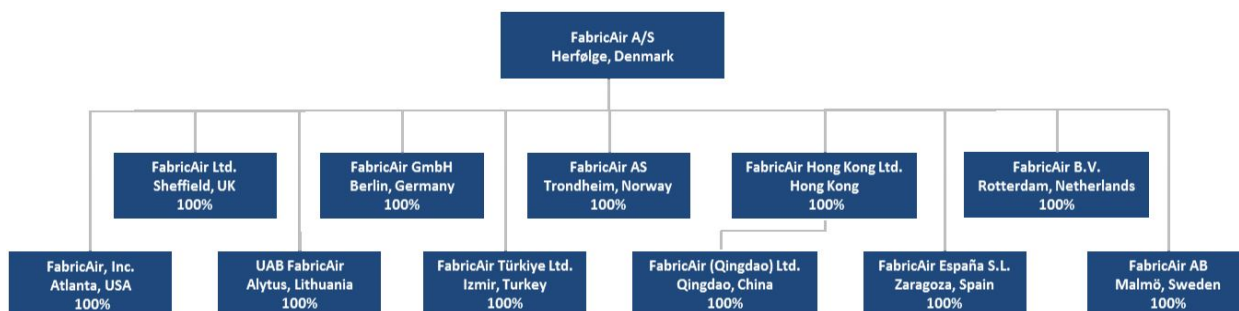 FabricAir A/S
Herfølge, Denmark
FabricAir Ltd.
Sheffield, UK
100%
FabricAir GmbH
Berlin, Germany
100%
FabricAir AS
Trondheim, Norway
100%
FabricAir Hong Kong Ltd.
Hong Kong
100%
FabricAir B.V.
Rotterdam, Netherlands
100%
FabricAir, Inc.
Atlanta, USA
100%
UAB FabricAir
Alytus, Lithuania
100%
FabricAir Türkiye Ltd.
Izmir, Turkey
100%
FabricAir (Qingdao) Ltd.
Qingdao, China
100%
FabricAir España S.L.
Zaragoza, Spain
100%
FabricAir AB
Malmö, Sweden
100%